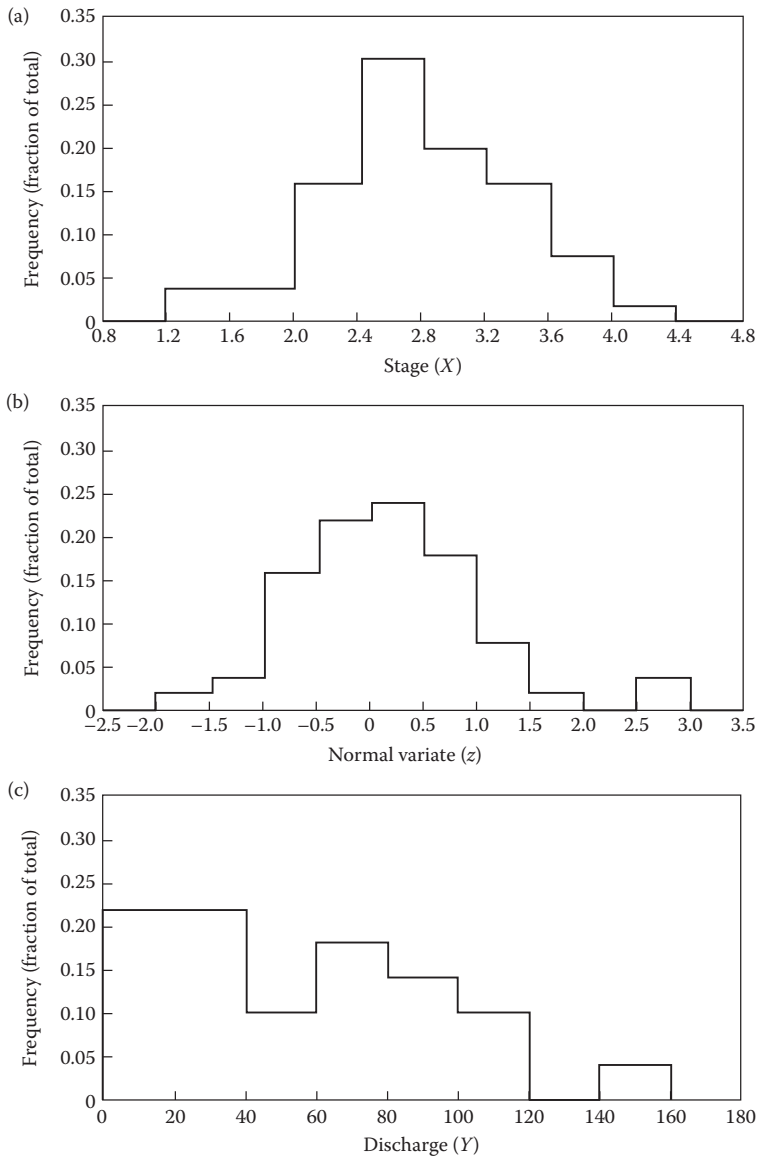 (a)
0.35
0.30
0.25
0.20
0.15
0.10
0.05
0
Frequency (fraction of total)
0.8 1.2 1.6 2.0 2.4 2.8 3.2 3.6 4.0 4.4 4.8
Stage (X)
(b)
0.35
0.30
0.25
0.20
0.15
0.10
0.05
0
Frequency (fraction of total)
−2.5 −2.0 −1.5 −1.0 −0.5 0 0.5 1.0 1.5 2.0 2.5 3.0 3.5
Normal variate (z)
(c)
0.35
0.30
0.25
0.20
0.15
0.10
0.05
0
Frequency (fraction of total)
0 20 40 60 80 100 120 140 160 180
Discharge (Y)